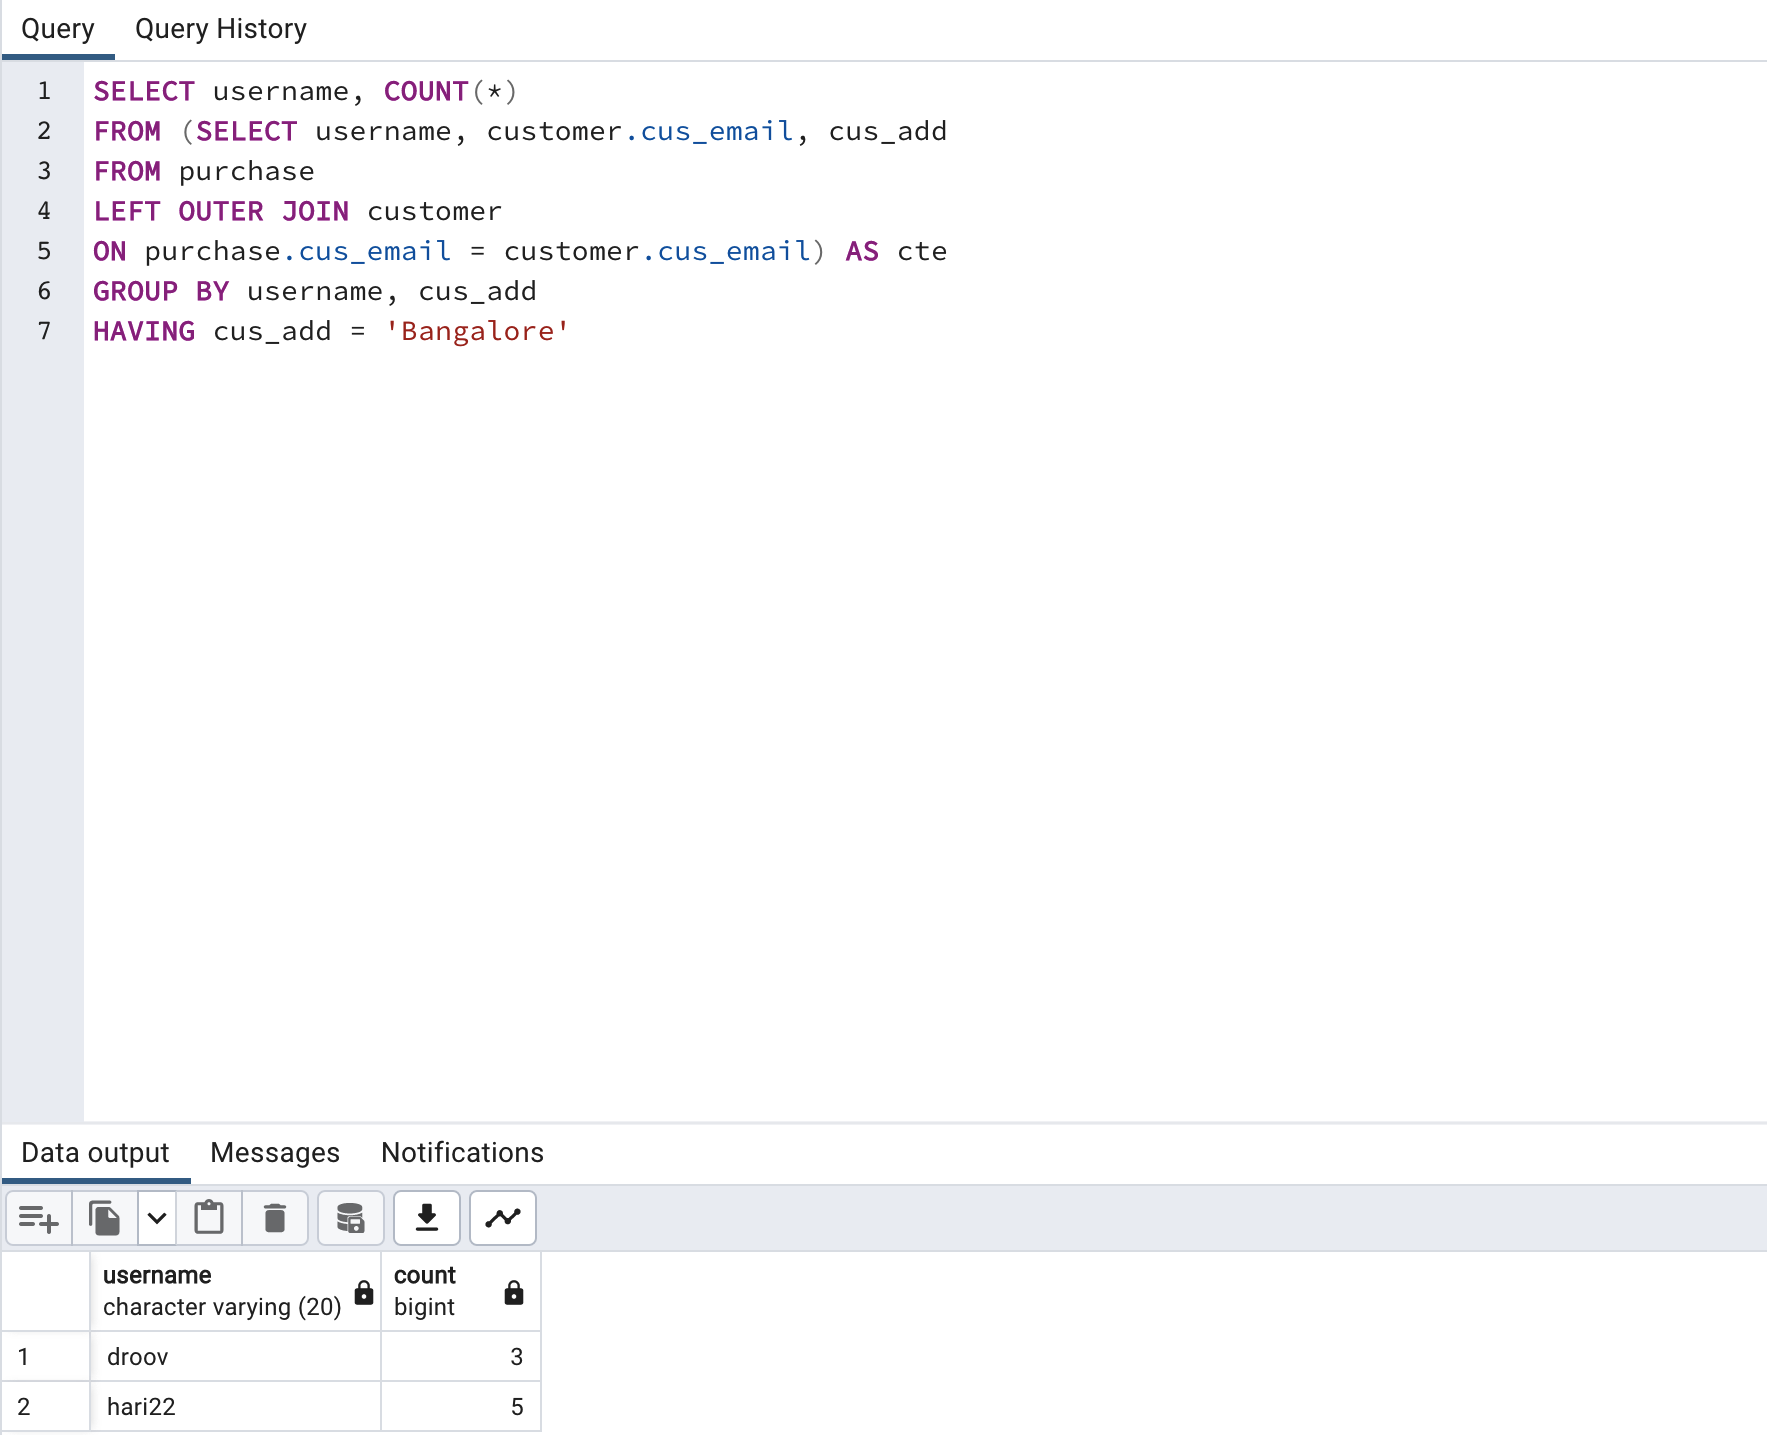 Query Query History
1 SELECT username, COUNT(*)
2 FROM (SELECT username, customer.cus_email, cus_add
3 FROM purchase
4 LEFT OUTER JOIN customer
5 ON purchase.cus_email = customer.cus_email) AS cte
6 GROUP BY username, cus_add
7 HAVING cus_add = 'Bangalore'
Data output Messages Notifications
username count
character varying (20) bigint
1 droov 3
2 hari22 5